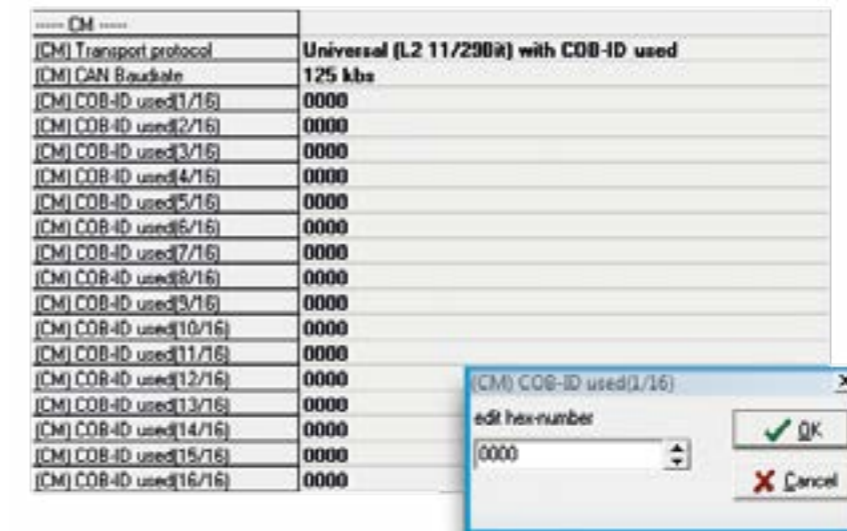 ----- CM -----
(CM) Transport protocol Universal (L2 11/29Bit) with COB-ID used
(CM) CAN Baudrate 125 kbs
(CM) COB-ID used(1/16) 0000
(CM) COB-ID used(2/16) 0000
(CM) COB-ID used(3/16) 0000
(CM) COB-ID used(4/16) 0000
(CM) COB-ID used(5/16) 0000
(CM) COB-ID used(6/16) 0000
(CM) COB-ID used(7/16) 0000
(CM) COB-ID used(8/16) 0000
(CM) COB-ID used(9/16) 0000
(CM) COB-ID used(10/16) 0000
(CM) COB-ID used(11/16) 0000
(CM) COB-ID used(12/16) 0000
(CM) COB-ID used(13/16) 0000
(CM) COB-ID used(14/16) 0000
(CM) COB-ID used(15/16) 0000
(CM) COB-ID used(16/16) 0000
(CM) COB-ID used(1/16)
edit hex-number
0000
OK
Cancel